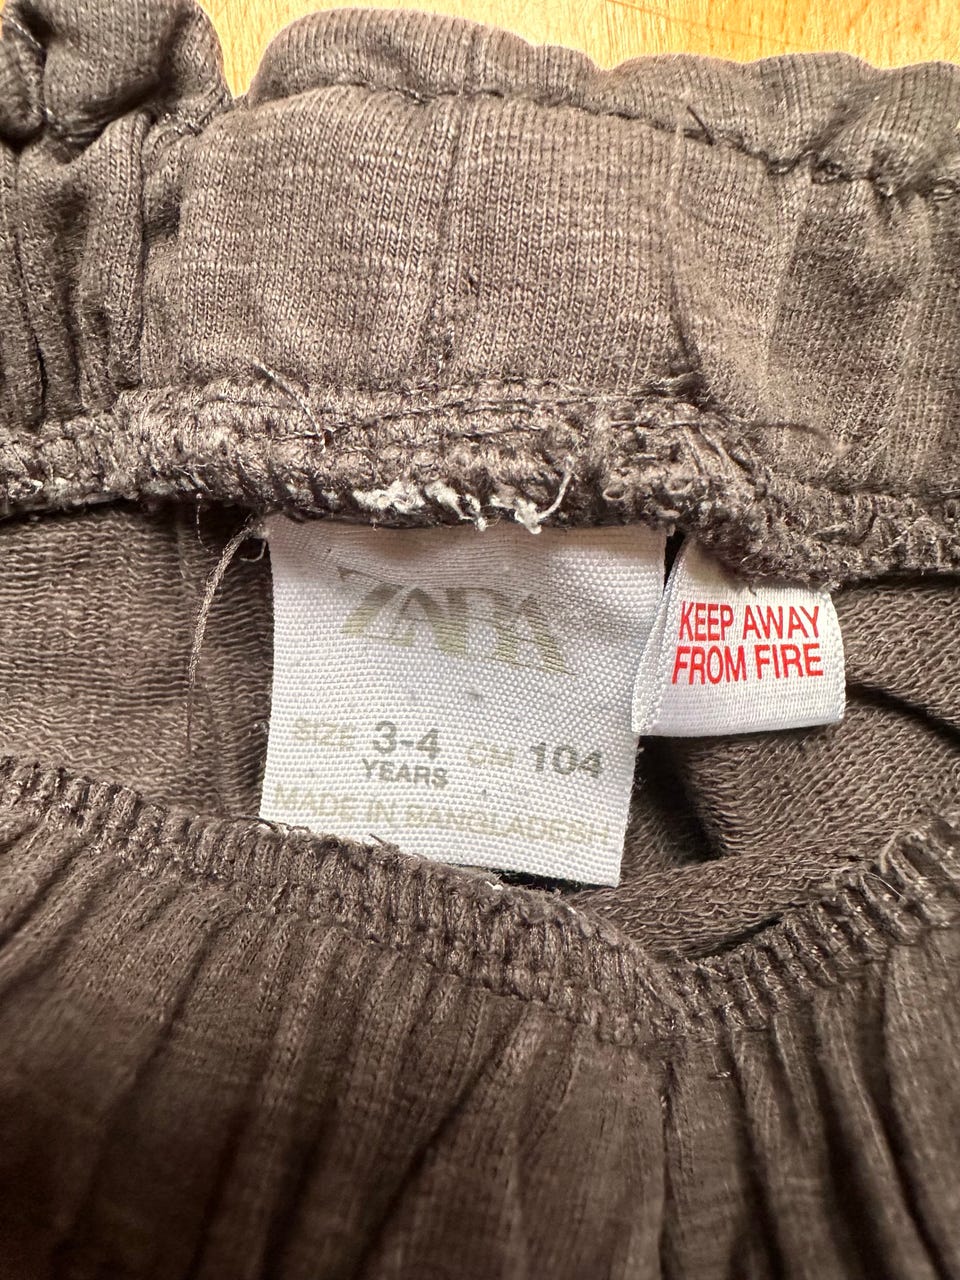 ZARA
SIZE 3-4 CM 104
YEARS
MADE IN BANGLADESH
KEEP AWAY
FROM FIRE